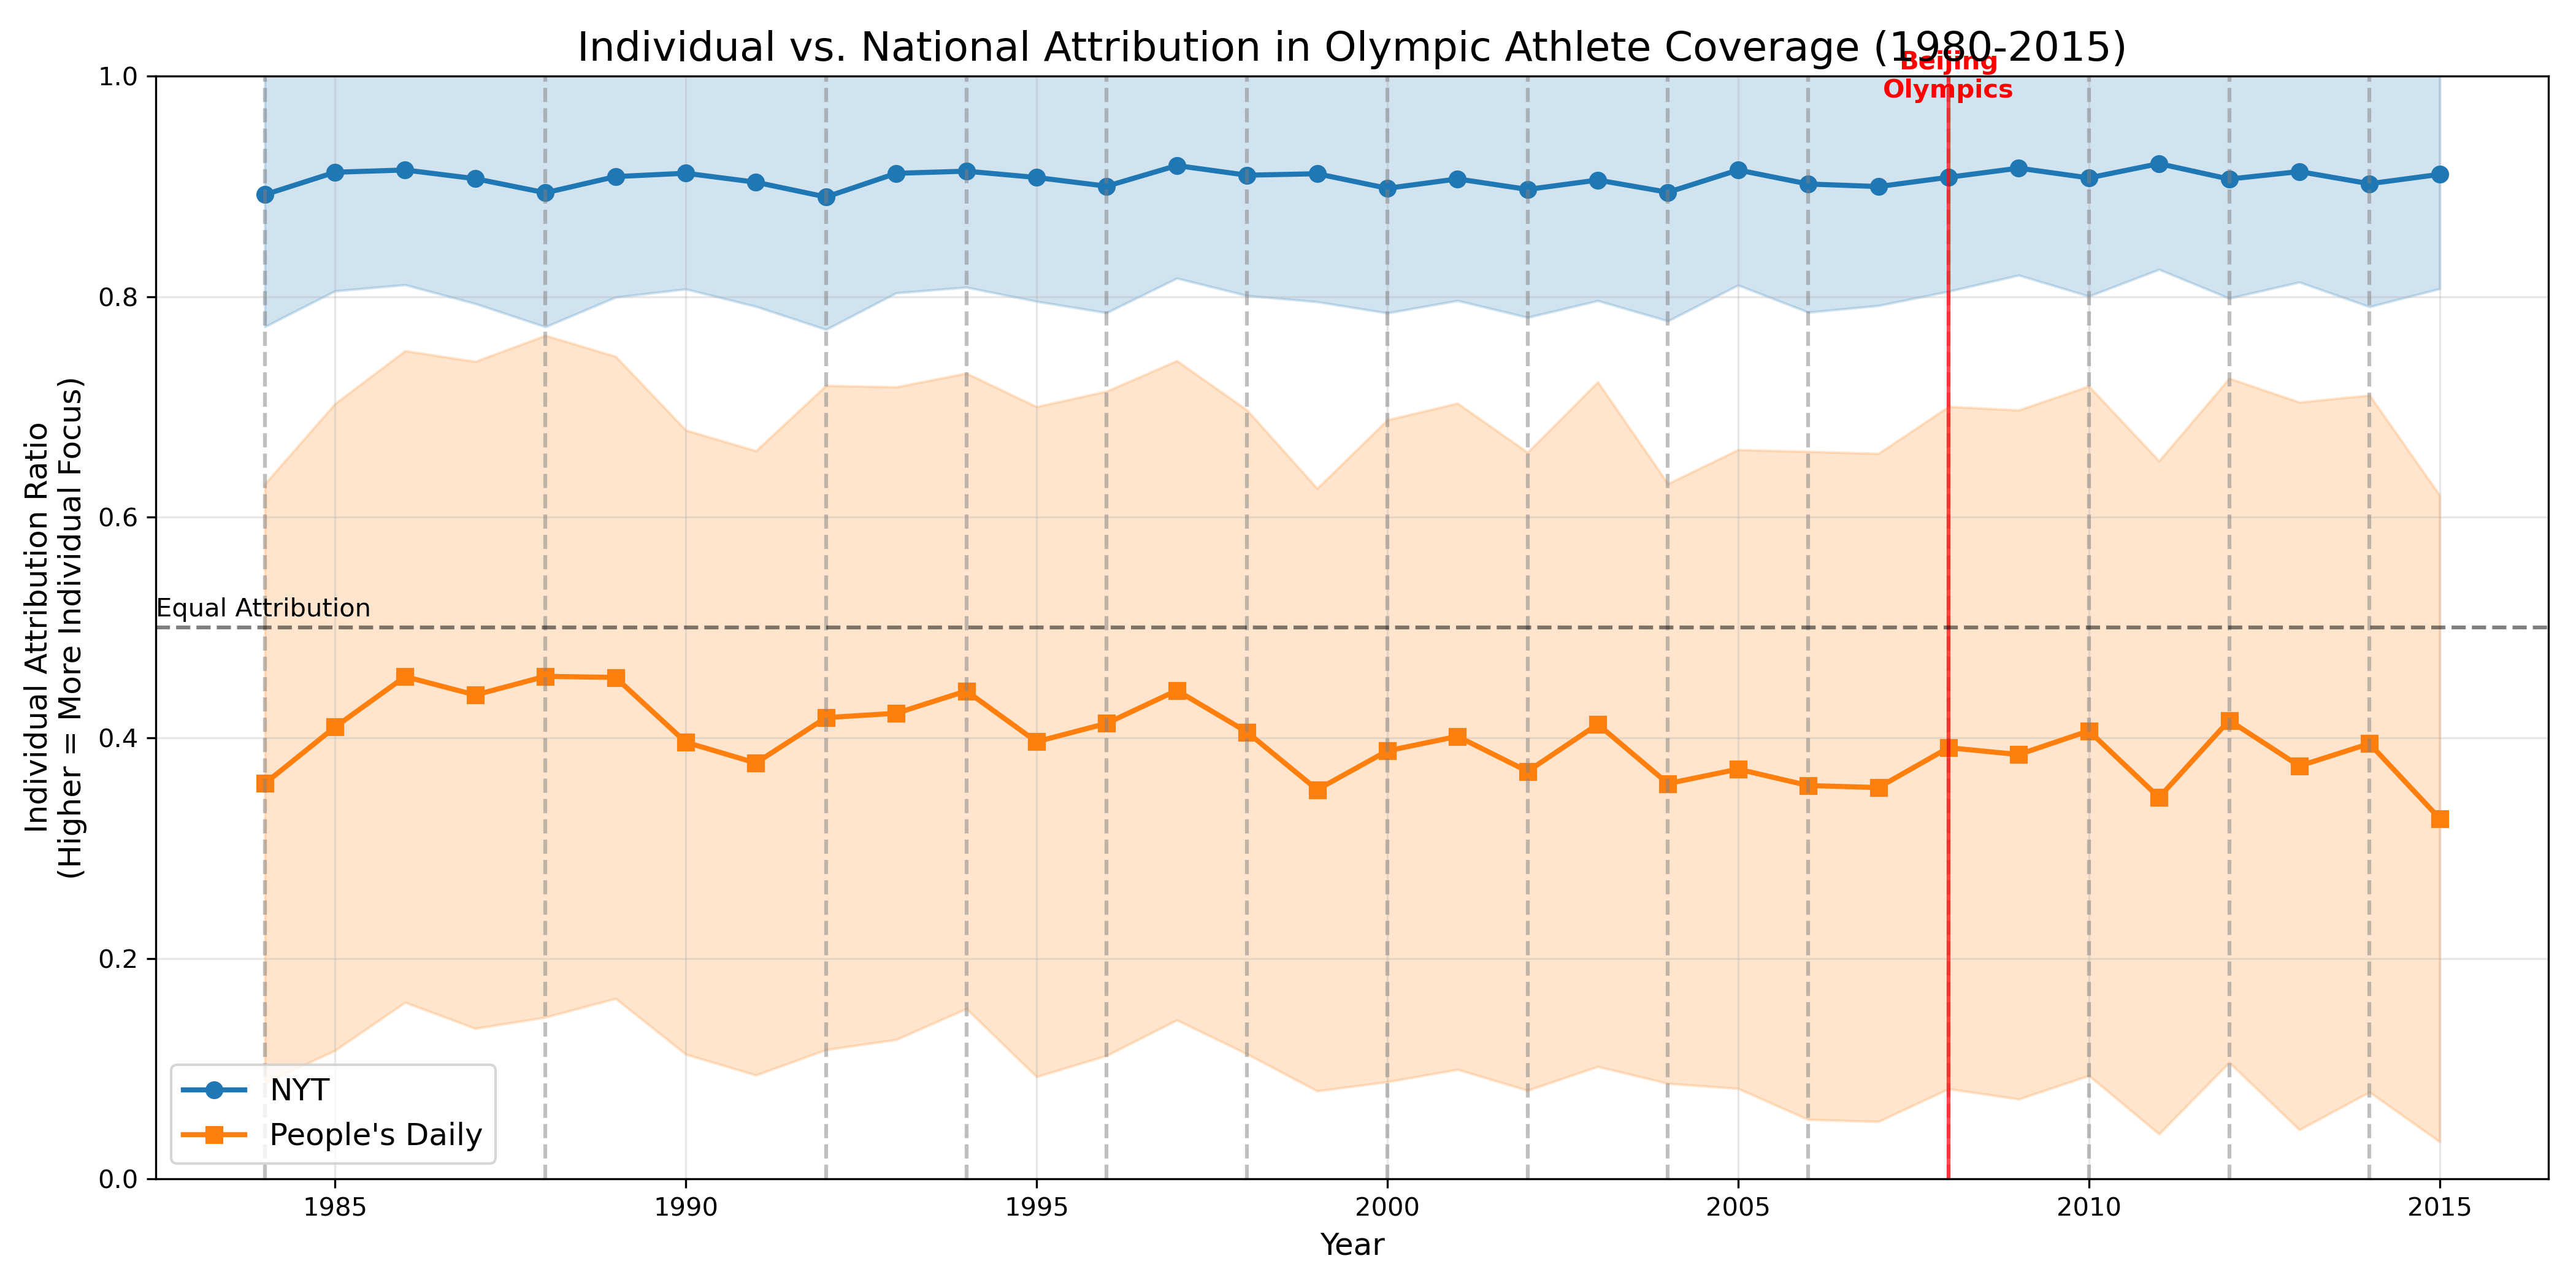 Individual vs. National Attribution in Olympic Athlete Coverage (1980-2015)
Beijing
Olympics
Individual Attribution Ratio
(Higher = More Individual Focus)
1.0
0.8
0.6
0.4
0.2
0.0
Equal Attribution
NYT
People's Daily
1985
1990
1995
2000
2005
2010
2015
Year